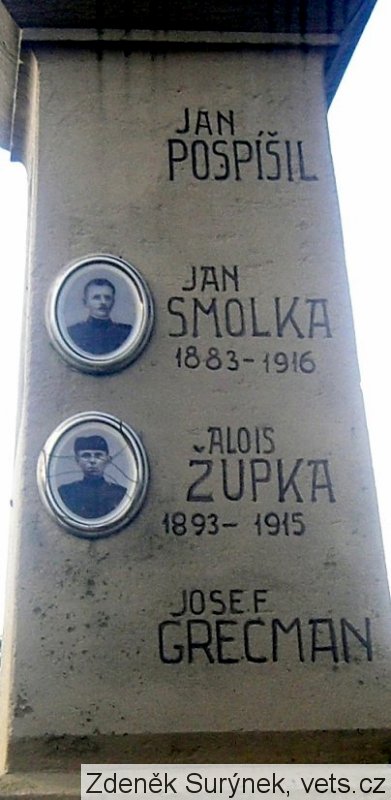 JAN
POSPÍŠIL
JAN
SMOLKA
1883-1916
ALOIS
ŽUPKA
1893-1915
JOSEF
GRECMAN
Zdeněk Surýnek, vets.cz